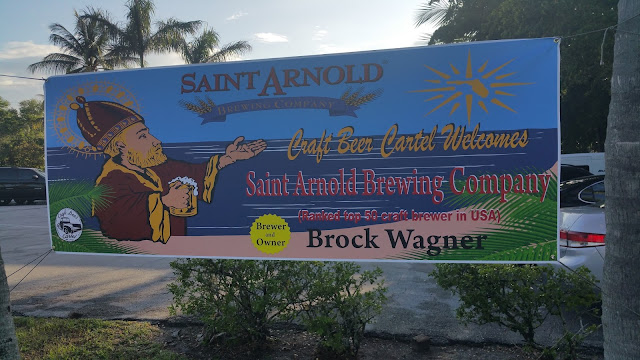 SAINT ARNOLD
BREWING COMPANY
Craft Beer Cartel Welcomes
Saint Arnold Brewing Company
(Ranked top 50 craft brewer in USA)
Brewer
and
Owner
Brock Wagner